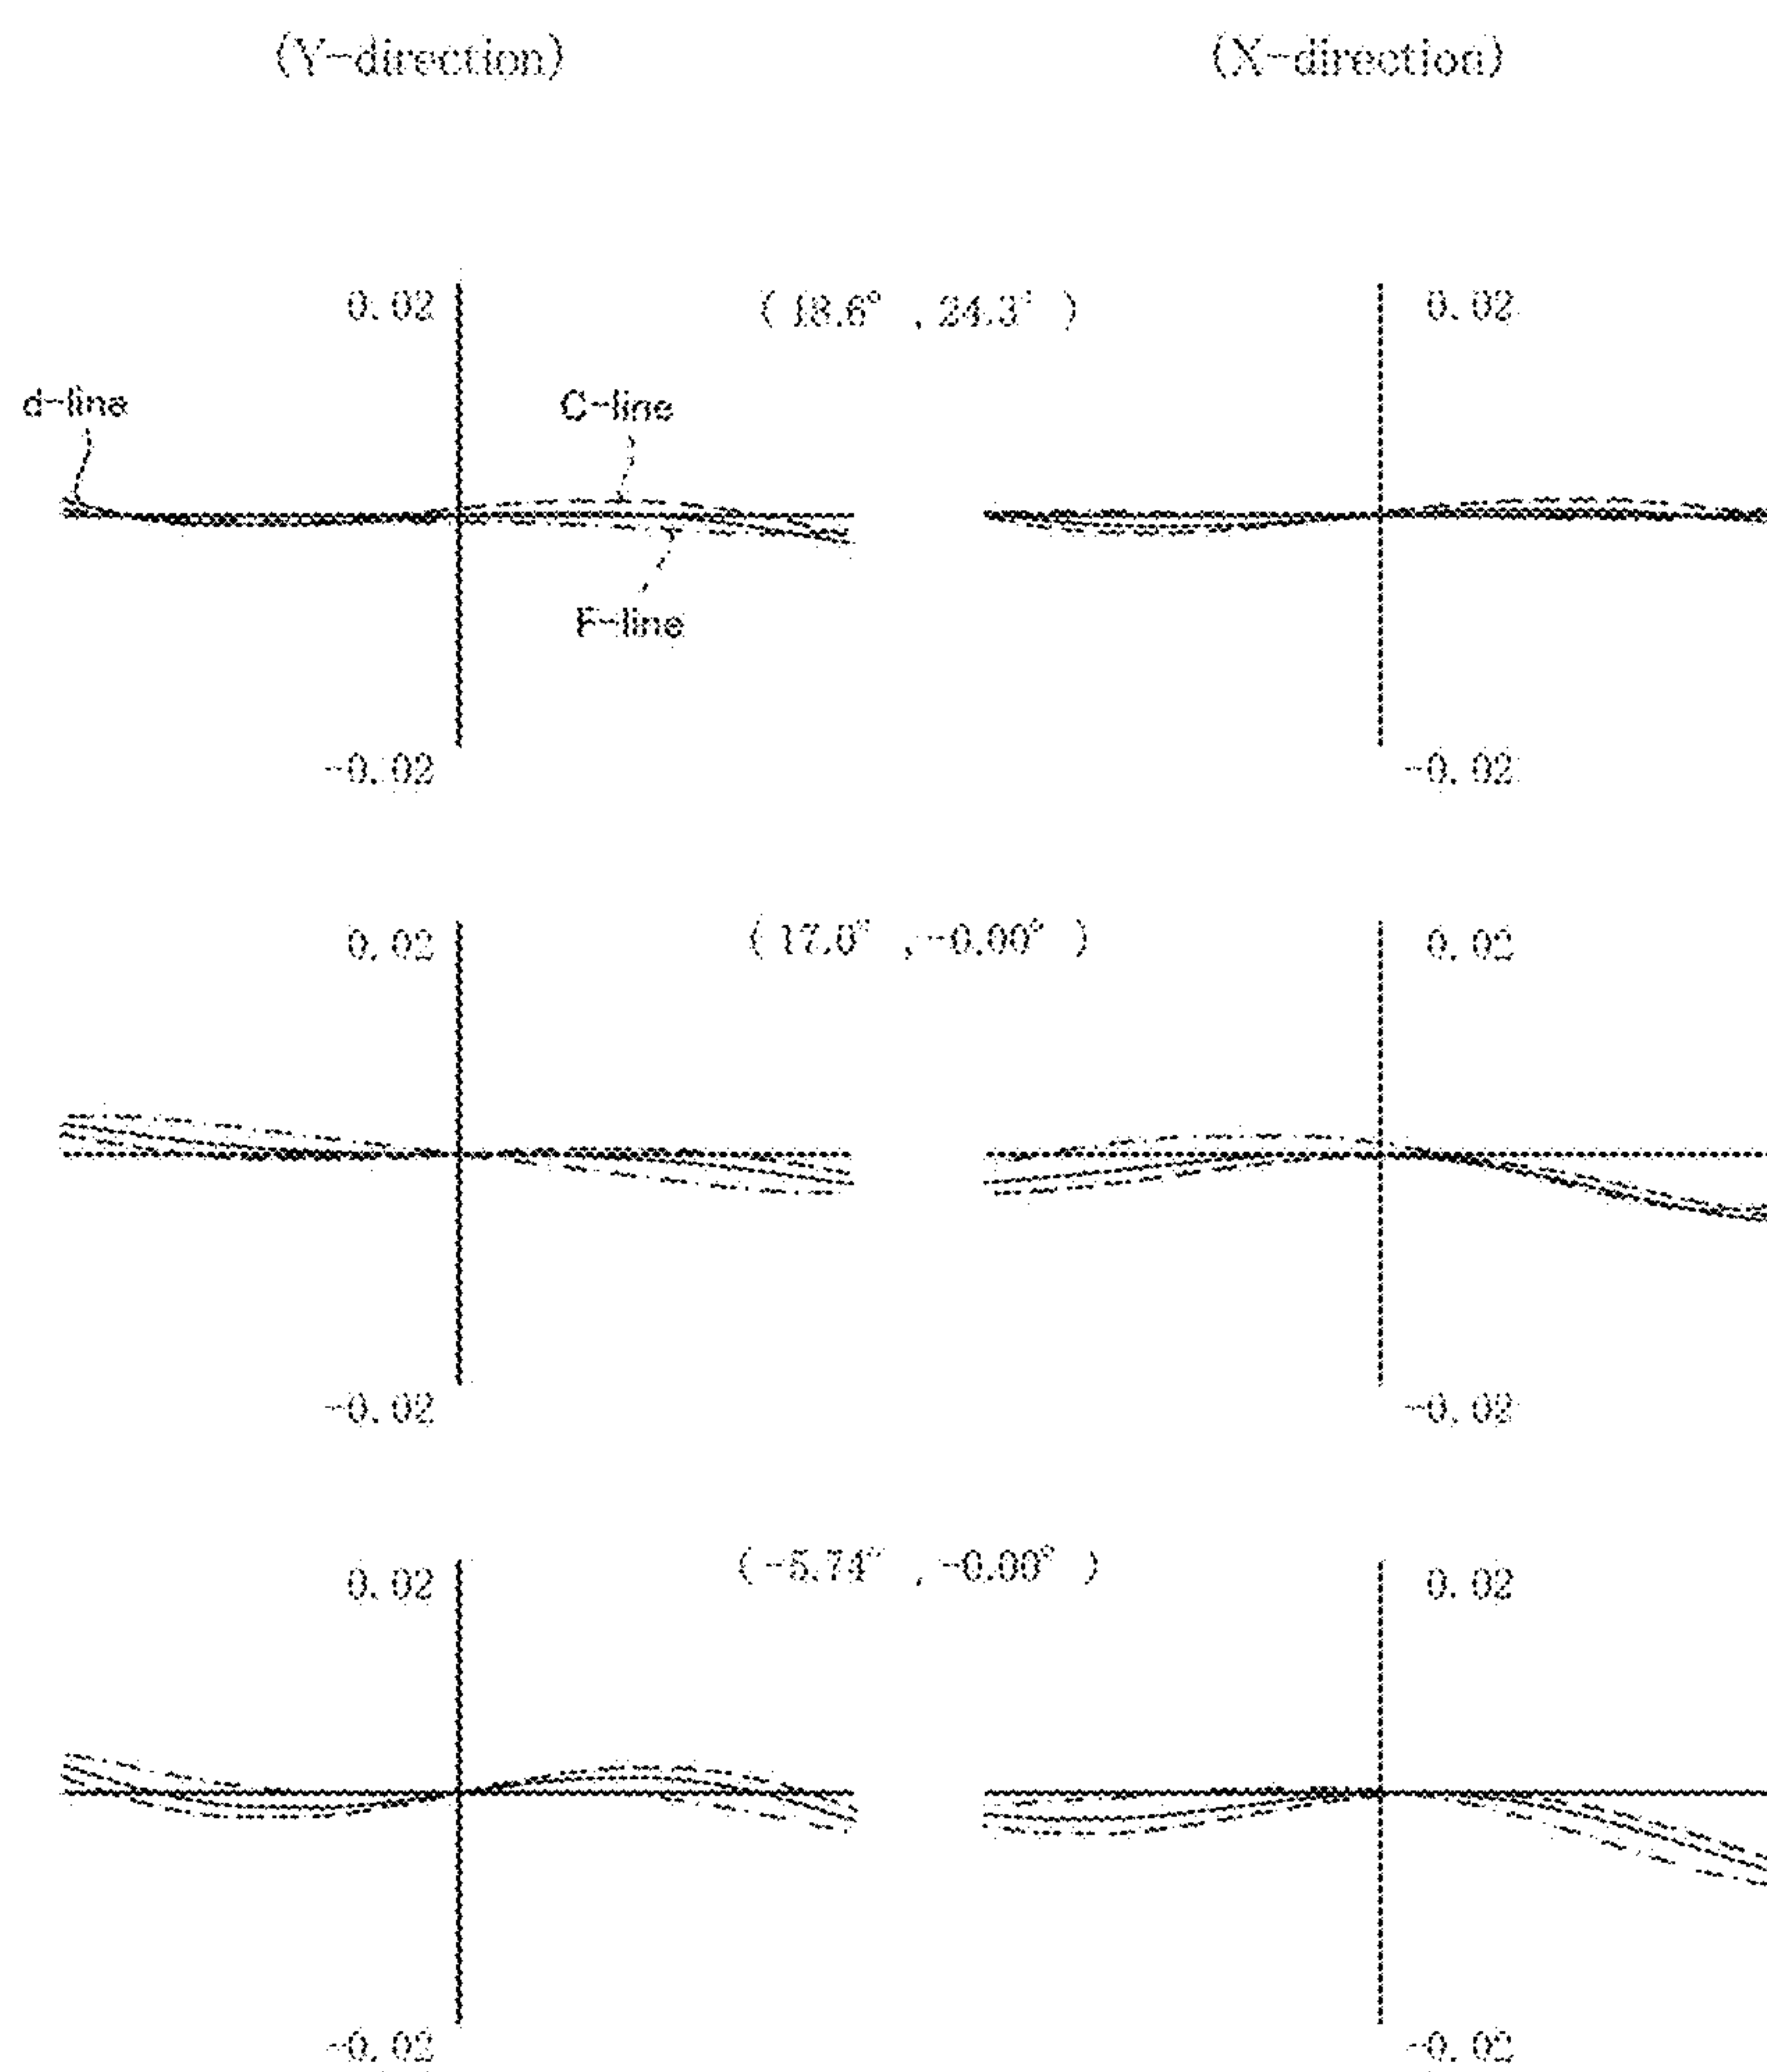 (Y-direction) (X-direction)
0.02 (18.6° , 24.3° ) 0.02
d-line C-line
F-line
-0.02 -0.02
0.02 (17.0° , -0.00° ) 0.02
-0.02 -0.02
0.02 (-5.74° , -0.00° ) 0.02
-0.02 -0.02